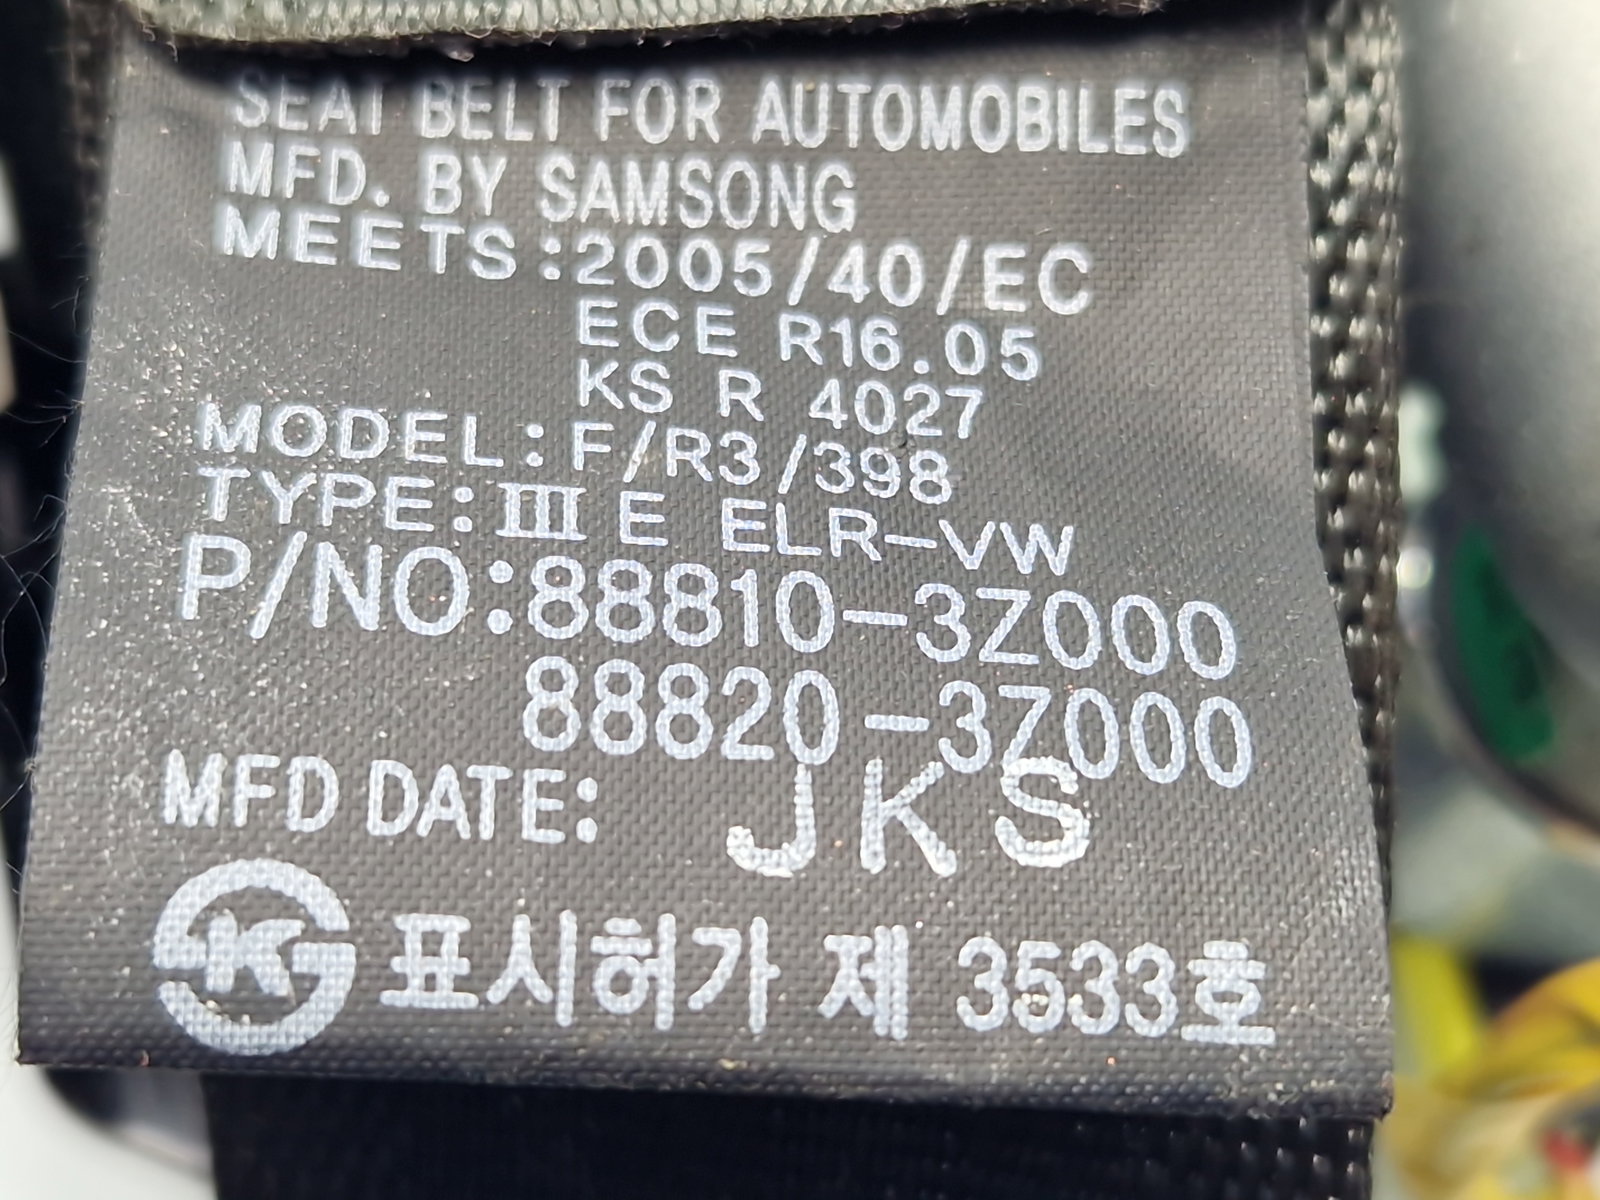 SEAT BELT FOR AUTOMOBILES
MFD. BY SAMSONG
MEETS:2005/40/EC
ECE R16.05
KS R 4027
MODEL:F/R3/398
TYPE:Ⅲ E ELR-VW
P/NO:88810-3Z000
88820-3Z000
MFD DATE: JKS
K 표시허가 제 3533호